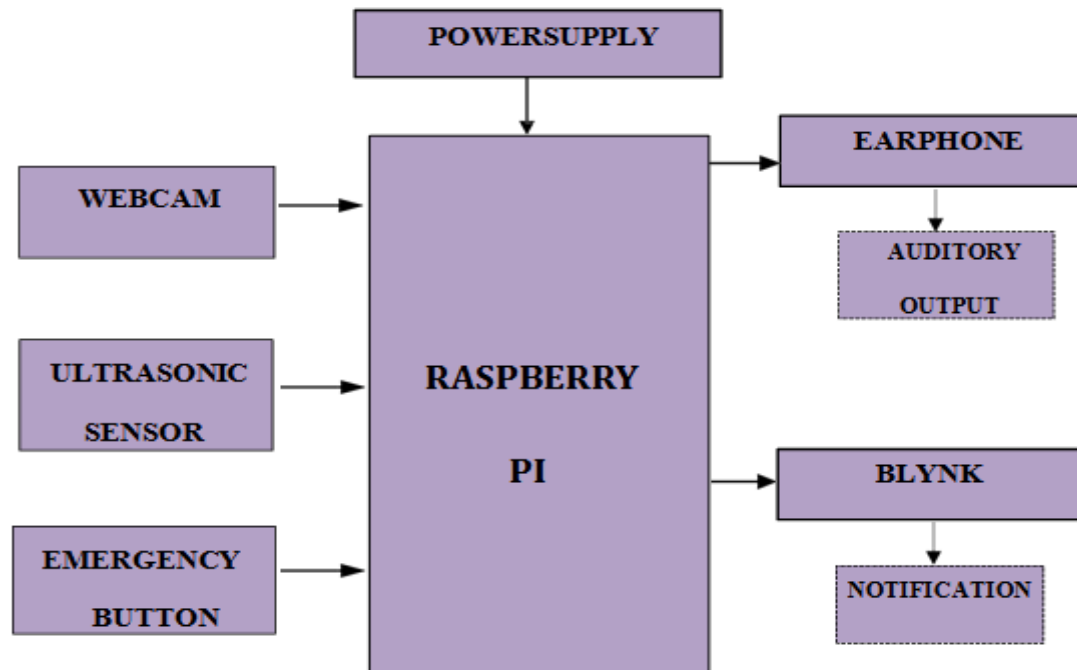 POWERSUPPLY
WEBCAM
ULTRASONIC
SENSOR
EMERGENCY
BUTTON
RASPBERRY
PI
EARPHONE
AUDITORY
OUTPUT
BLYNK
NOTIFICATION